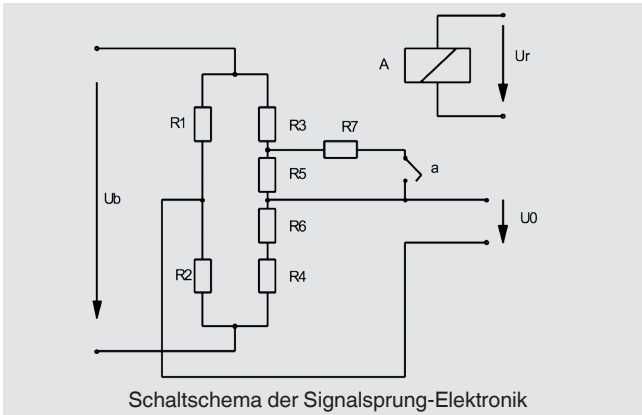 A
Ur
R1
R3
R7
a
R5
Ub
R6
U0
R2
R4
Schaltschema der Signalsprung-Elektronik